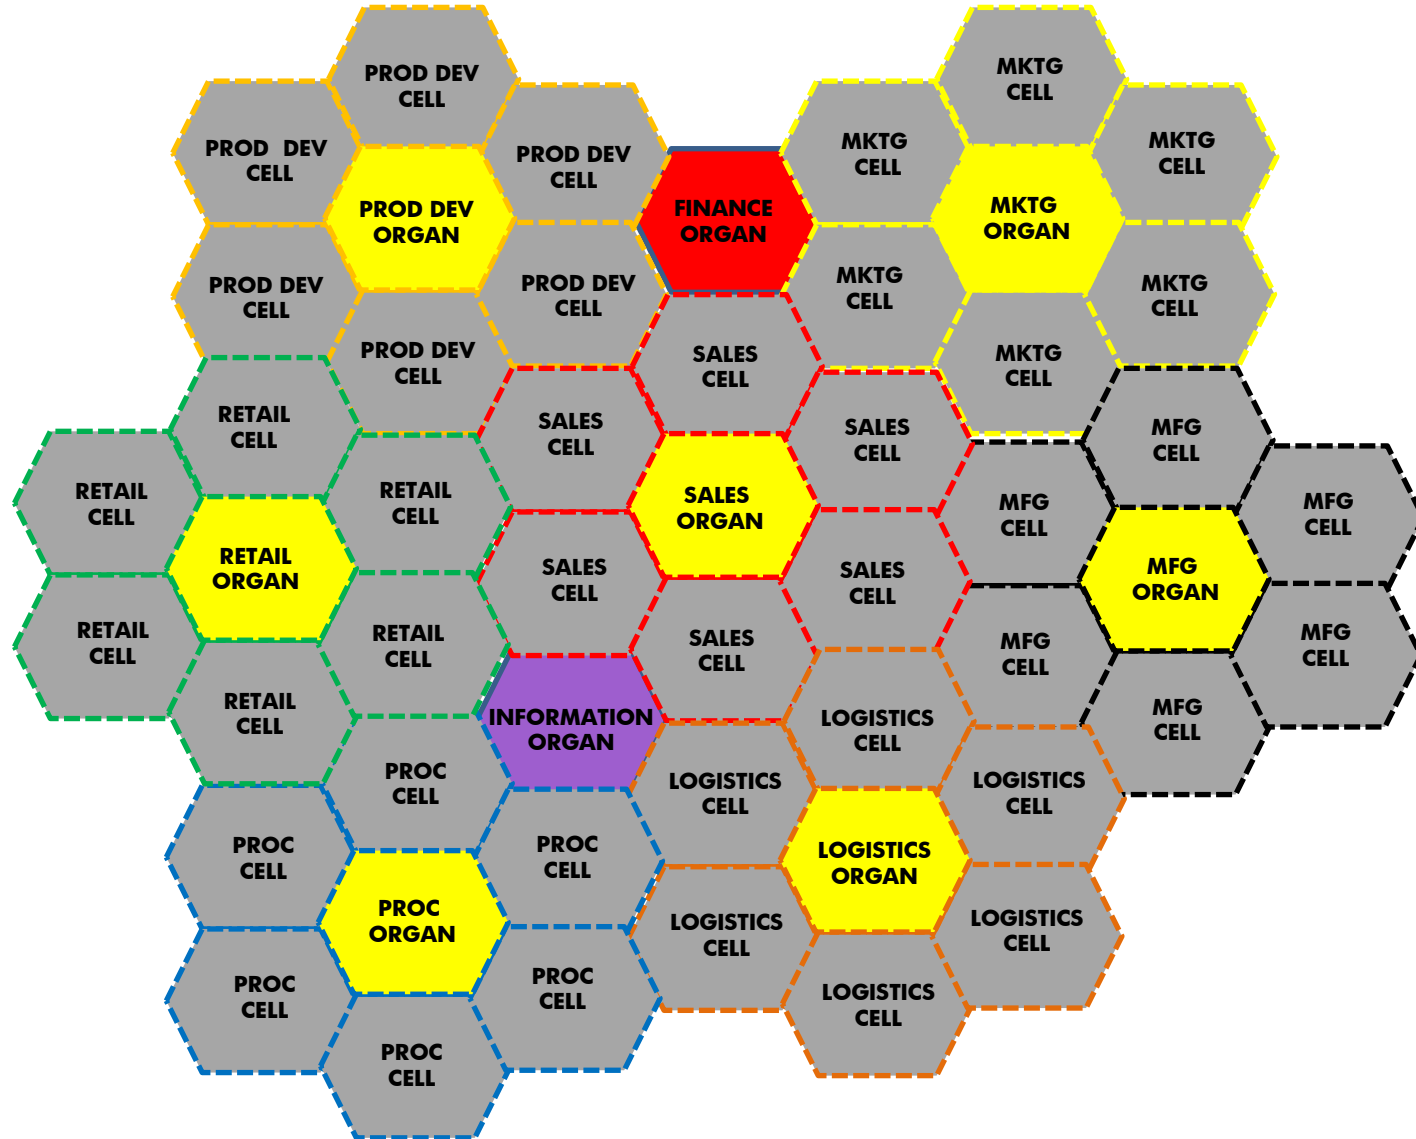 PROD DEV
CELL
MKTG
CELL
PROD  DEV
CELL
PROD DEV
CELL
MKTG
CELL
MKTG
CELL
PROD DEV
ORGAN
FINANCE
ORGAN
MKTG
ORGAN
PROD DEV
CELL
PROD DEV
CELL
MKTG
CELL
MKTG
CELL
PROD DEV
CELL
SALES
CELL
MKTG
CELL
RETAIL
CELL
SALES
CELL
SALES
CELL
MFG
CELL
RETAIL
CELL
RETAIL
CELL
SALES
ORGAN
MFG
CELL
MFG
CELL
RETAIL
ORGAN
SALES
CELL
SALES
CELL
MFG
ORGAN
RETAIL
CELL
RETAIL
CELL
SALES
CELL
MFG
CELL
MFG
CELL
RETAIL
CELL
INFORMATION
ORGAN
LOGISTICS
CELL
MFG
CELL
PROC
CELL
LOGISTICS
CELL
LOGISTICS
CELL
PROC
CELL
PROC
CELL
LOGISTICS
ORGAN
PROC
ORGAN
LOGISTICS
CELL
LOGISTICS
CELL
PROC
CELL
PROC
CELL
LOGISTICS
CELL
PROC
CELL